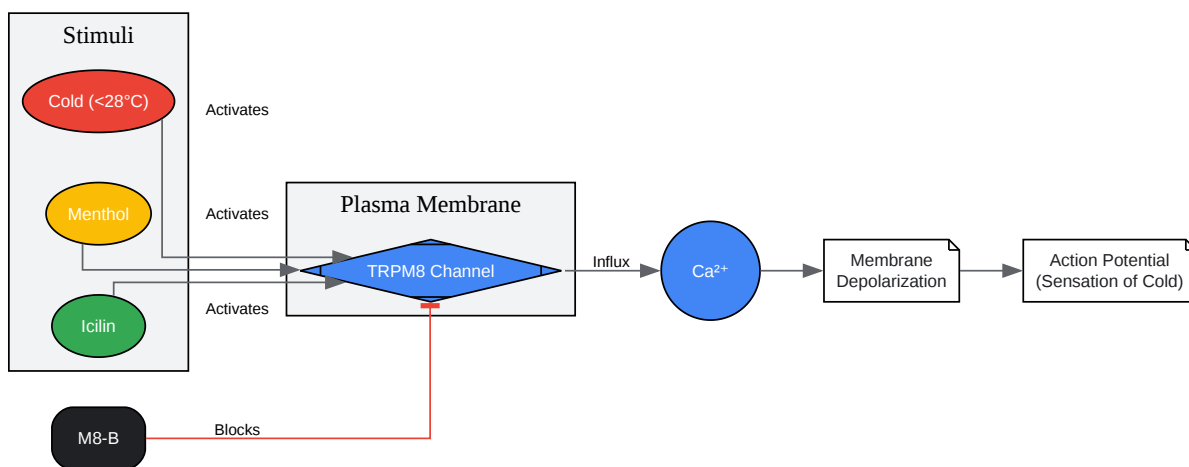 Stimuli
Cold (<28°C)
Activates
Menthol
Activates
Icilin
Activates
Plasma Membrane
TRPM8 Channel
Influx
Ca²⁺
Membrane
Depolarization
Action Potential
(Sensation of Cold)
M8-B
Blocks